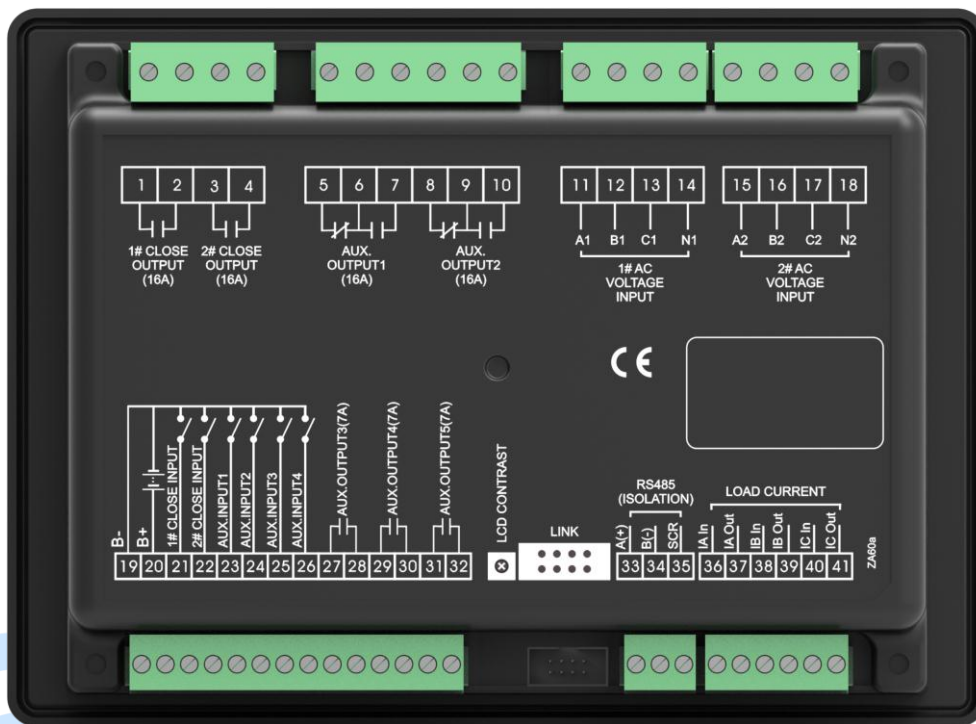 1 2 3 4
1# CLOSE OUTPUT (16A)
2# CLOSE OUTPUT (16A)
5 6 7 8 9 10
AUX. OUTPUT1 (16A)
AUX. OUTPUT2 (16A)
11 12 13 14
A1 B1 C1 N1
1# AC
VOLTAGE
INPUT
15 16 17 18
A2 B2 C2 N2
2# AC
VOLTAGE
INPUT
CE
B-
B+
1# CLOSE INPUT
2# CLOSE INPUT
AUX.INPUT1
AUX.INPUT2
AUX.INPUT3
AUX.INPUT4
AUX.OUTPUT3(7A)
AUX.OUTPUT4(7A)
AUX.OUTPUT5(7A)
19 20 21 22 23 24 25 26 27 28 29 30 31 32
LCD CONTRAST
LINK
RS485
(ISOLATION)
A(+)
B(-)
SCR
33 34 35
LOAD CURRENT
IA In
IA Out
IB In
IB Out
IC In
IC Out
36 37 38 39 40 41
ZA60a